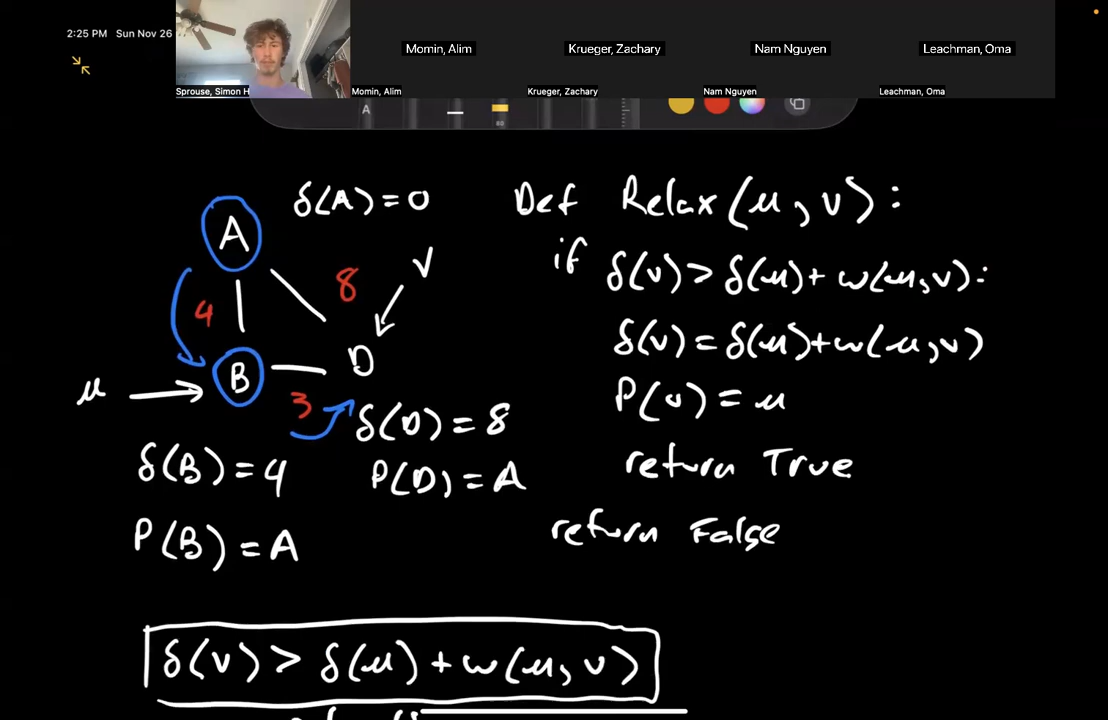 2:25 PM Sun Nov 26
Momin, Alim
Krueger, Zachary
Nam Nguyen
Leachman, Oma
Sprouse, Simon H
Momin, Alim
Krueger, Zachary
Nam Nguyen
Leachman, Oma
A
80
A
δ(A) = 0
8
4
v
B
D
μ
3
δ(D) = 8
δ(B) = 4
P(D) = A
P(B) = A
Def Relax(μ, v):
if δ(v) > δ(μ) + w(μ, v):
δ(v) = δ(μ) + w(μ, v)
P(v) = μ
return True
return False
δ(v) > δ(μ) + w(μ, v)